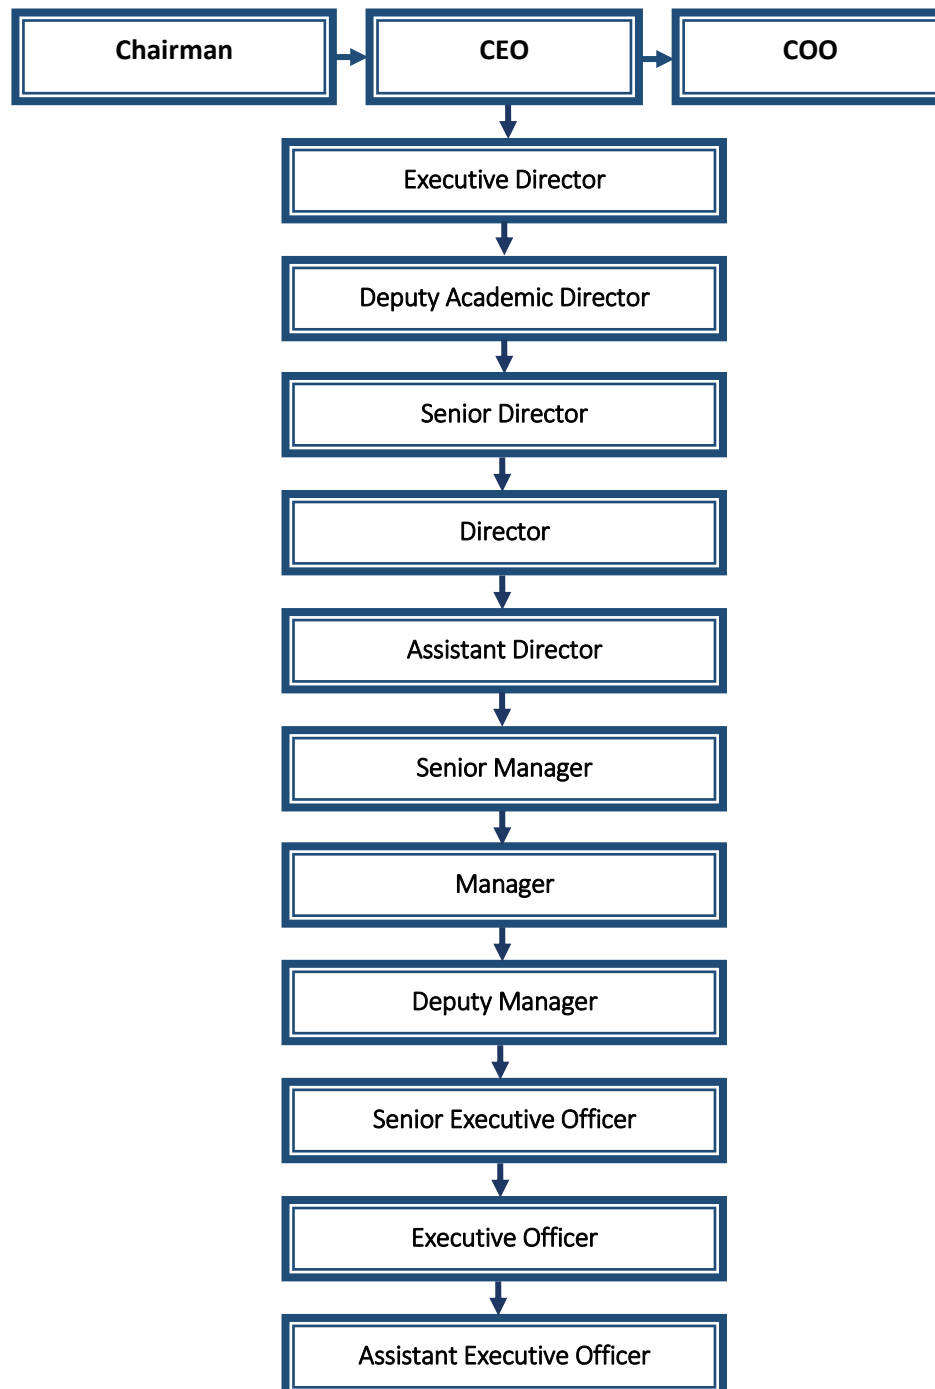 Chairman
CEO
COO
Executive Director
Deputy Academic Director
Senior Director
Director
Assistant Director
Senior Manager
Manager
Deputy Manager
Senior Executive Officer
Executive Officer
Assistant Executive Officer